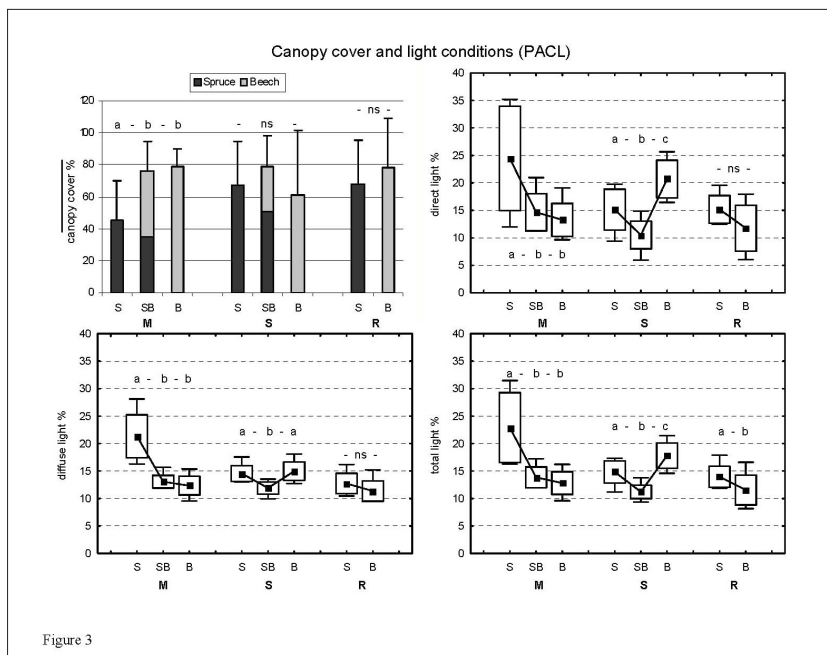 Canopy cover and light conditions (PACL)
Spruce Beech
canopy cover %
120
100
80
60
40
20
0
a - b - b
- ns -
- ns -
S SB B S SB B S B
M S R
direct light %
40
35
30
25
20
15
10
5
0
a - b - c
- ns -
a - b - b
S SB B S SB B S B
M S R
diffuse light %
40
35
30
25
20
15
10
5
0
a - b - b
a - b - a
- ns -
S SB B S SB B S B
M S R
total light %
40
35
30
25
20
15
10
5
0
a - b - b
a - b - c
a - b
S SB B S SB B S B
M S R
Figure 3